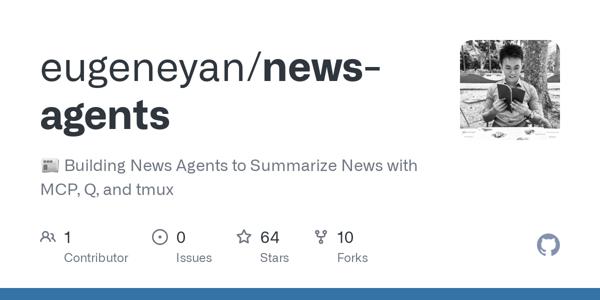 eugeneyan/news-
agents
Building News Agents to Summarize News with
MCP, Q, and tmux
1
Contributor
0
Issues
64
Stars
10
Forks